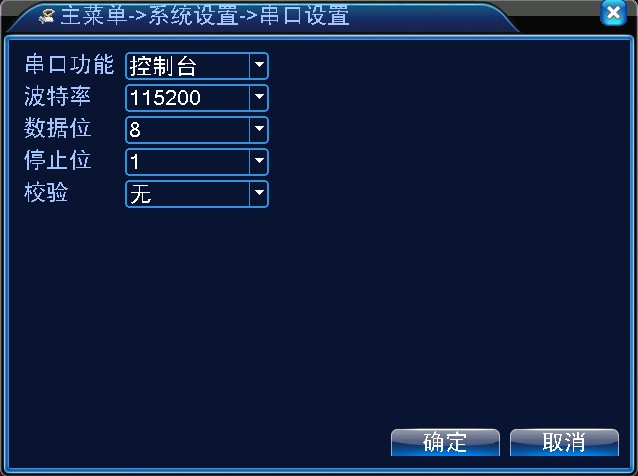 主菜单->系统设置->串口设置
串口功能 控制台
波特率 115200
数据位 8
停止位 1
校验 无
确定 取消